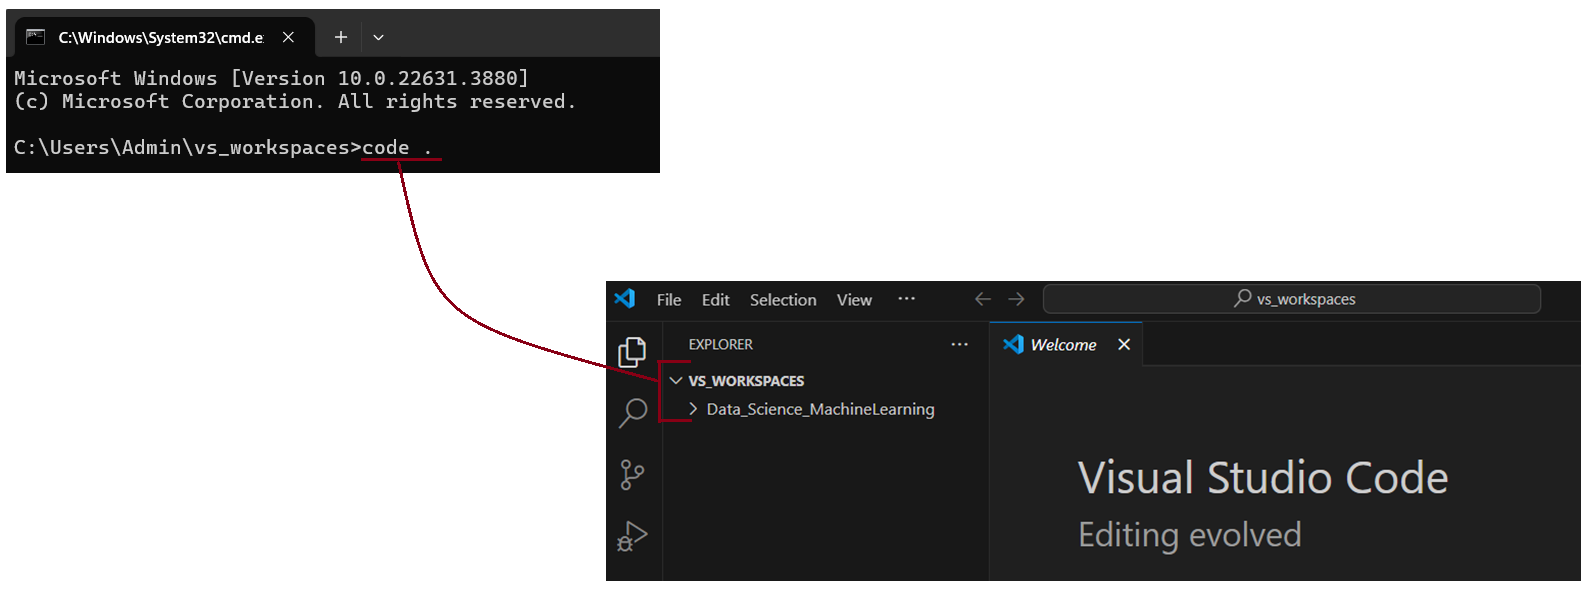 C:\Windows\System32\cmd.e
Microsoft Windows [Version 10.0.22631.3880]
(c) Microsoft Corporation. All rights reserved.
C:\Users\Admin\vs_workspaces>code .
File Edit Selection View ··· vs_workspaces
EXPLORER ··· Welcome
VS_WORKSPACES
Data_Science_MachineLearning
Visual Studio Code
Editing evolved